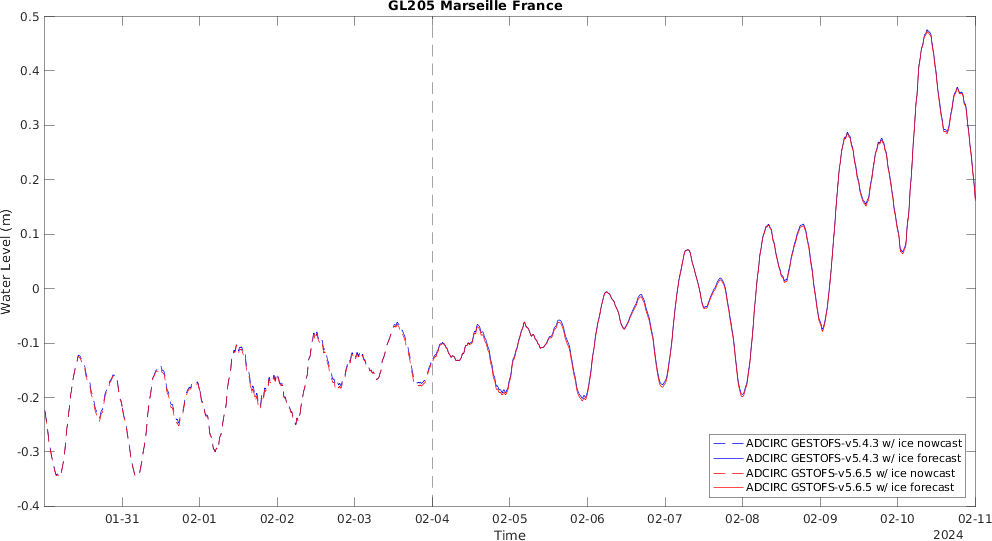 GL205 Marseille France
0.5
0.4
0.3
0.2
0.1
0
-0.1
-0.2
-0.3
-0.4
Water Level (m)
ADCIRC GESTOFS-v5.4.3 w/ ice nowcast
ADCIRC GESTOFS-v5.4.3 w/ ice forecast
ADCIRC GSTOFS-v5.6.5 w/ ice nowcast
ADCIRC GSTOFS-v5.6.5 w/ ice forecast
01-31 02-01 02-02 02-03 02-04 02-05 02-06 02-07 02-08 02-09 02-10 02-11
Time
2024